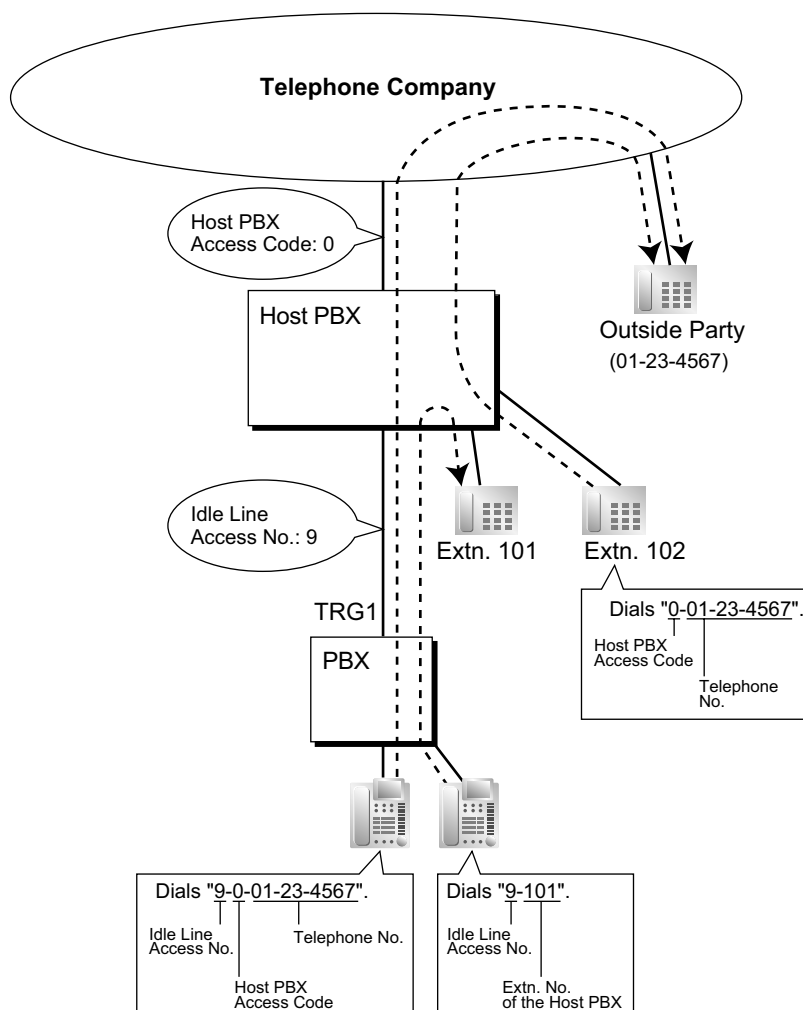 Telephone Company
Host PBX
Access Code: 0
Host PBX
Outside Party
(01-23-4567)
Idle Line
Access No.: 9
Extn. 101
Extn. 102
Dials "0-01-23-4567".
Host PBX
Access Code
Telephone
No.
TRG1
PBX
Dials "9-0-01-23-4567".
Idle Line
Access No.
Telephone No.
Host PBX
Access Code
Dials "9-101".
Idle Line
Access No.
Extn. No.
of the Host PBX